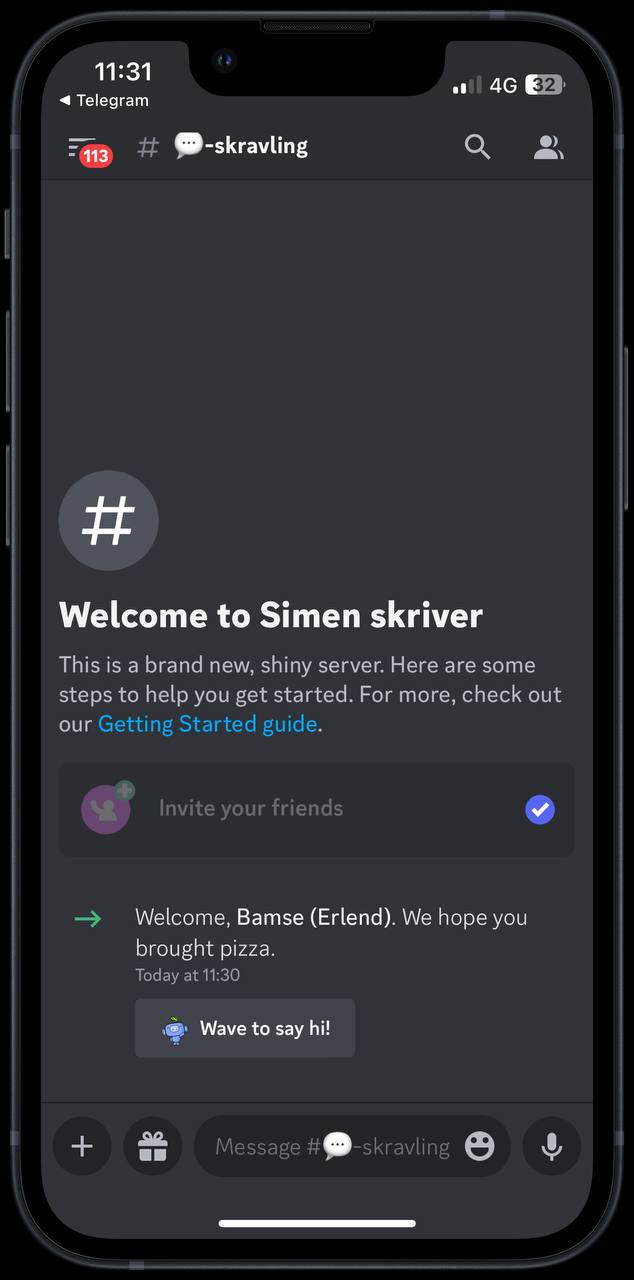 11:31
4G 32
◀ Telegram
113
# 💬-skravling
#
Welcome to Simen skriver
This is a brand new, shiny server. Here are some
steps to help you get started. For more, check out
our Getting Started guide.
Invite your friends
Welcome, Bamse (Erlend). We hope you
brought pizza.
Today at 11:30
Wave to say hi!
Message #💬-skravling